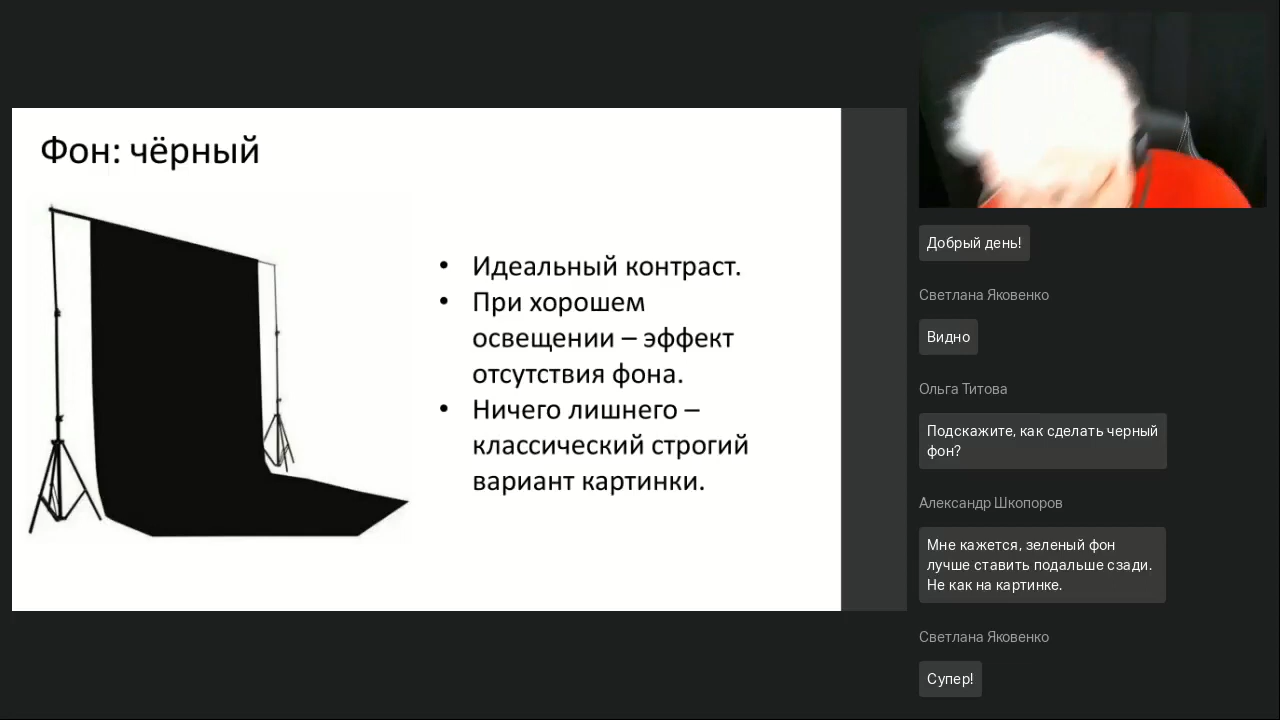 Фон: чёрный
• Идеальный контраст.
• При хорошем
освещении – эффект
отсутствия фона.
• Ничего лишнего –
классический строгий
вариант картинки.
Добрый день!
Светлана Яковенко
Видно
Ольга Титова
Подскажите, как сделать черный
фон?
Александр Шкопоров
Мне кажется, зеленый фон
лучше ставить подальше сзади.
Не как на картинке.
Светлана Яковенко
Супер!